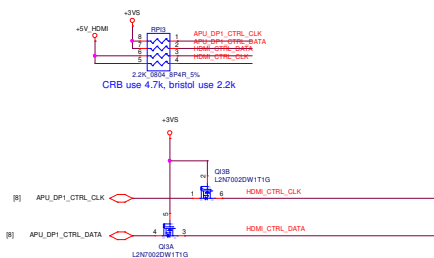 +3VS
+5V_HDMI
RPI3
8 1 APU_DP1_CTRL_CLK
7 2 APU_DP1_CTRL_DATA
6 3 HDMI_CTRL_DATA
5 4 HDMI_CTRL_CLK
2.2K_0804_8P4R_5%
CRB use 4.7k, bristol use 2.2k
+3VS
QI3B
L2N7002DW1T1G
2
[8] APU_DP1_CTRL_CLK 1 6 HDMI_CTRL_CLK
5
[8] APU_DP1_CTRL_DATA 4 3 HDMI_CTRL_DATA
QI3A
L2N7002DW1T1G